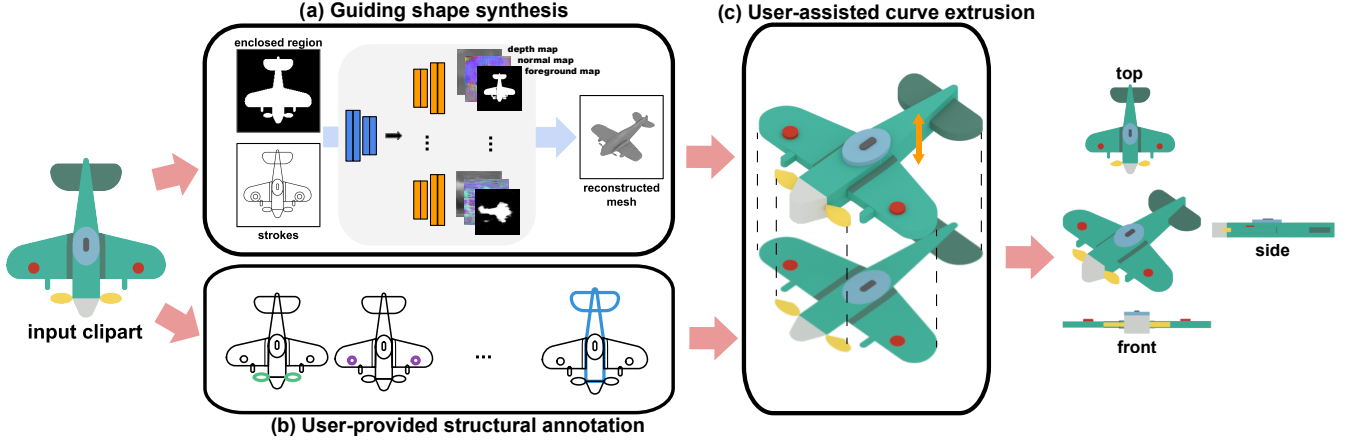 (a) Guiding shape synthesis
(c) User-assisted curve extrusion
enclosed region
depth map
normal map
foreground map
strokes
reconstructed
mesh
input clipart
top
side
front
(b) User-provided structural annotation